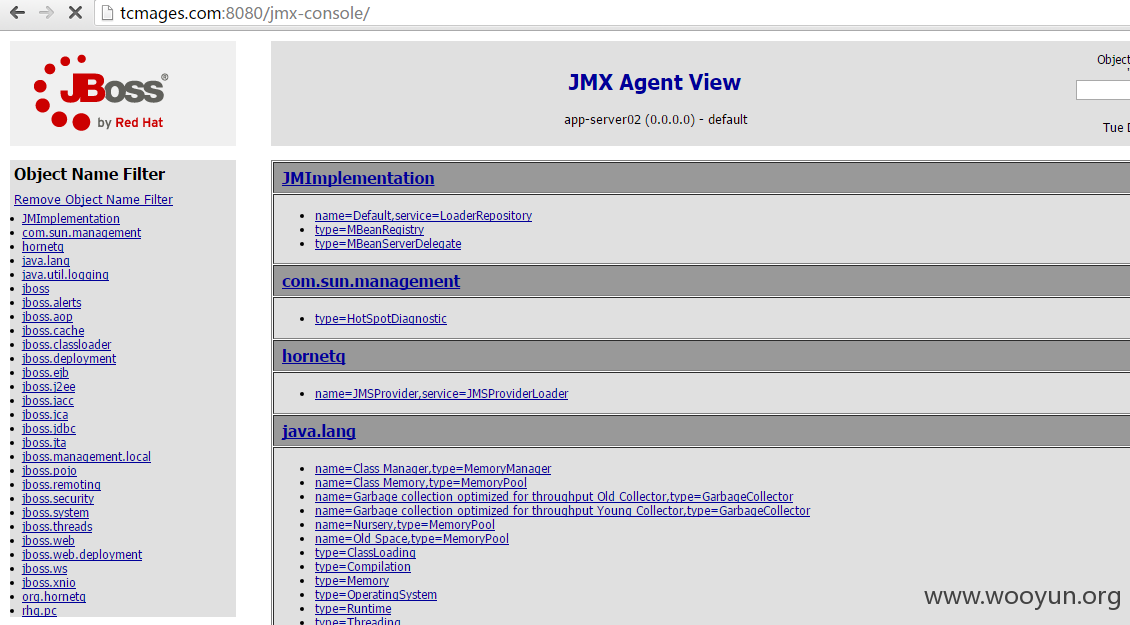 tcmages.com:8080/jmx-console/
JBoss®
by Red Hat
JMX Agent View
app-server02 (0.0.0.0) - default
Object
Tue
Object Name Filter
Remove Object Name Filter
JMImplementation
com.sun.management
hornetq
java.lang
java.util.logging
jboss
jboss.alerts
jboss.aop
jboss.cache
jboss.classloader
jboss.deployment
jboss.ejb
jboss.j2ee
jboss.jacc
jboss.jca
jboss.jdbc
jboss.jta
jboss.management.local
jboss.pojo
jboss.remoting
jboss.security
jboss.system
jboss.threads
jboss.web
jboss.web.deployment
jboss.ws
jboss.xnio
org.hornetq
rhq.pc
JMImplementation
name=Default,service=LoaderRepository
type=MBeanRegistry
type=MBeanServerDelegate
com.sun.management
type=HotSpotDiagnostic
hornetq
name=JMSProvider,service=JMSProviderLoader
java.lang
name=Class Manager,type=MemoryManager
name=Class Memory,type=MemoryPool
name=Garbage collection optimized for throughput Old Collector,type=GarbageCollector
name=Garbage collection optimized for throughput Young Collector,type=GarbageCollector
name=Nursery,type=MemoryPool
name=Old Space,type=MemoryPool
type=ClassLoading
type=Compilation
type=Memory
type=OperatingSystem
type=Runtime
type=Threading
www.wooyun.org